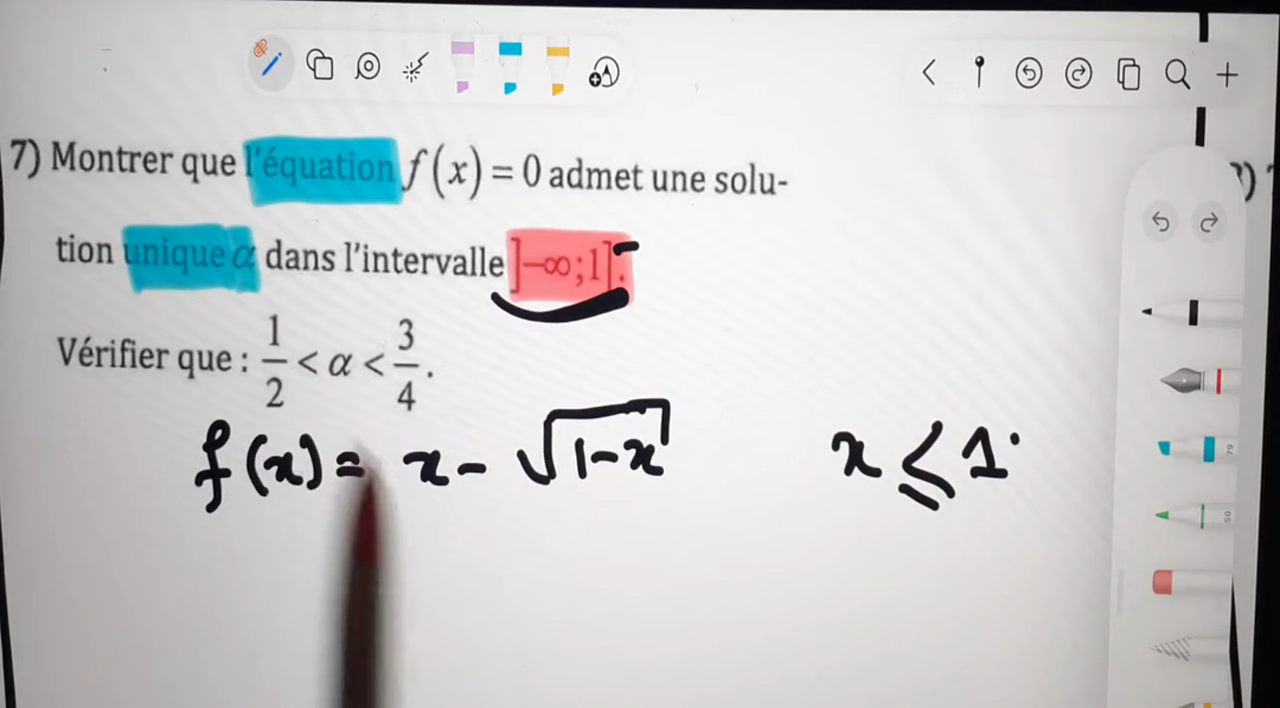 7) Montrer que l'équation f(x) = 0 admet une solu-
tion unique α dans l'intervalle ]−∞;1].
Vérifier que : 1/2 < α < 3/4.
f(x) = x - √(1-x)    x ≤ 1